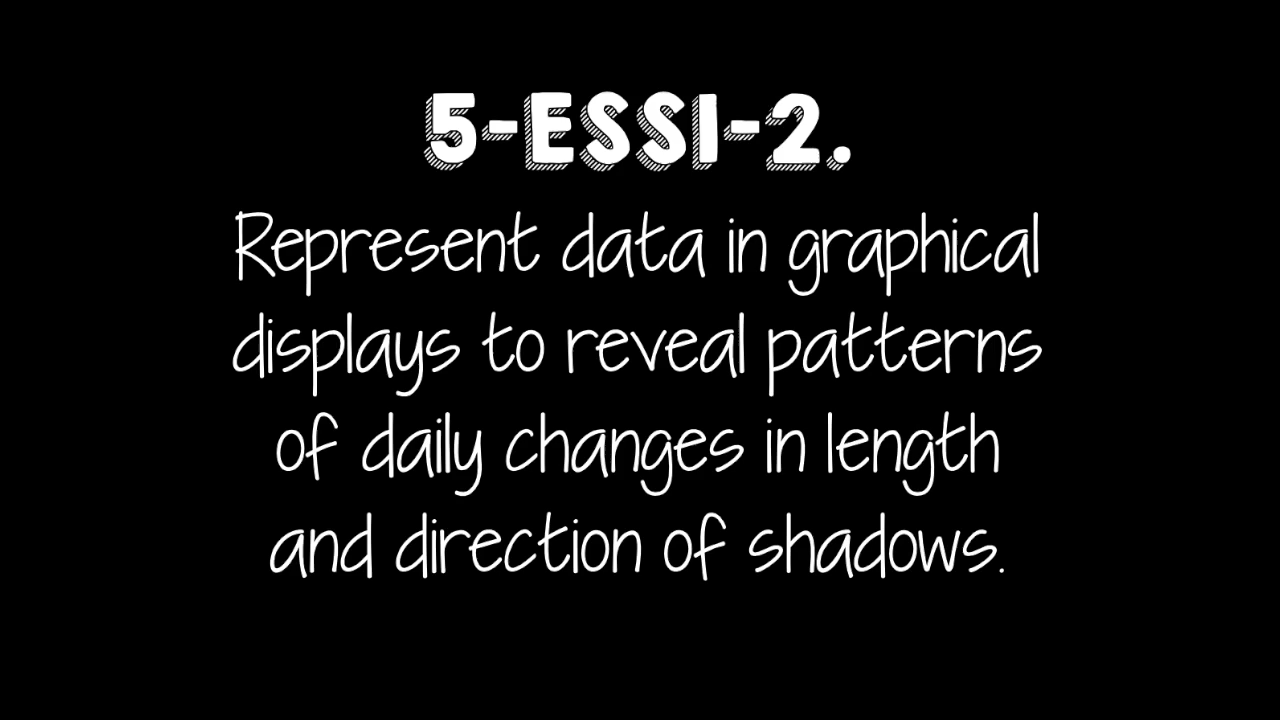 5-ESS1-2.
Represent data in graphical
displays to reveal patterns
of daily changes in length
and direction of shadows.